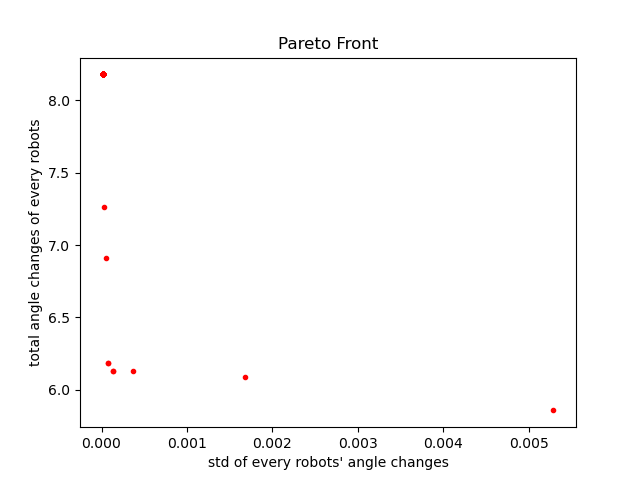 Pareto Front
total angle changes of every robots
8.0
7.5
7.0
6.5
6.0
0.000 0.001 0.002 0.003 0.004 0.005
std of every robots' angle changes